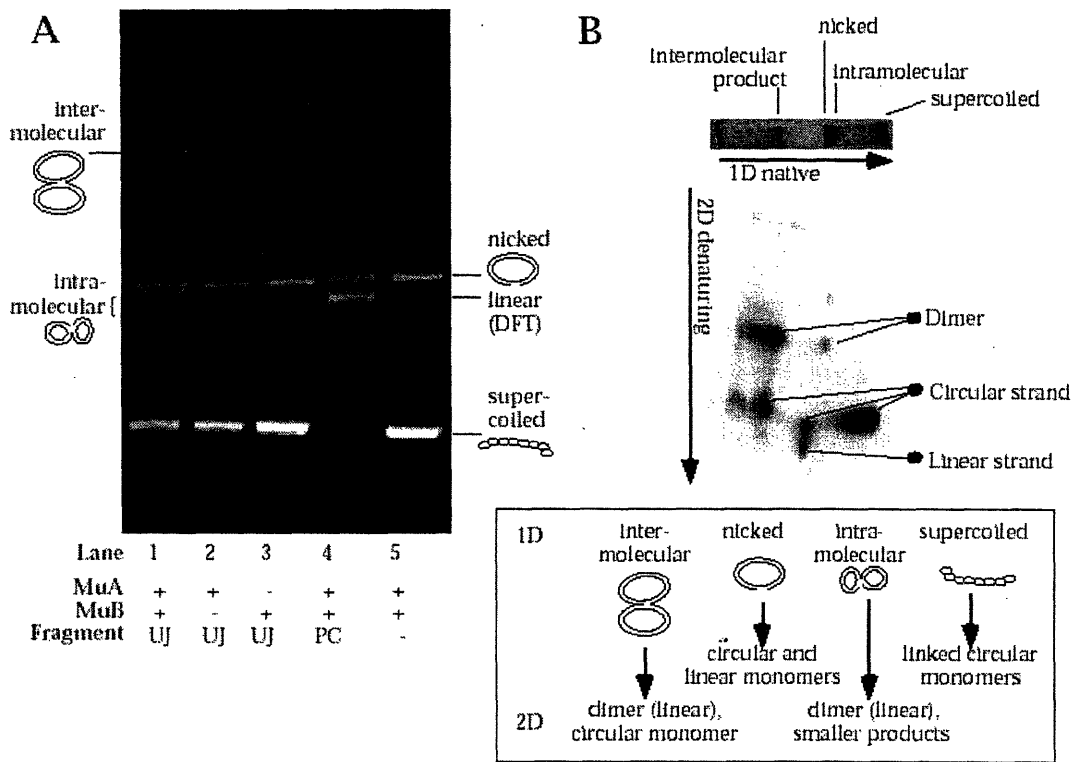 A
inter-
molecular
intra-
molecular {
nicked
linear
(DFT)
super-
coiled
Lane 1 2 3 4 5
MuA + + - + +
MuB + - + + +
Fragment UJ UJ UJ PC -
B
nicked
intermolecular
product
intramolecular
supercoiled
1D native
2D denaturing
Dimer
Circular strand
Linear strand
1D
inter-
molecular
nicked
intra-
molecular
supercoiled
circular and
linear monomers
linked circular
monomers
2D
dimer (linear),
circular monomer
dimer (linear),
smaller products